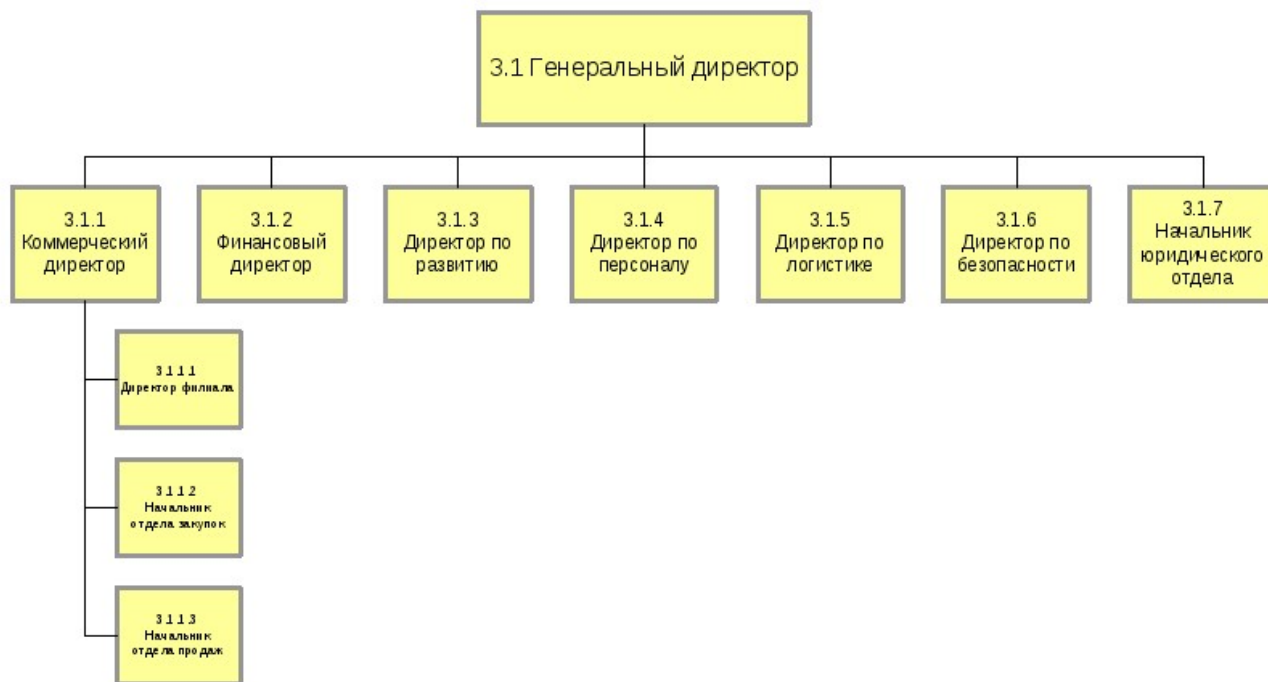 3.1 Генеральный директор
3.1.1
Коммерческий
директор
3.1.2
Финансовый
директор
3.1.3
Директор по
развитию
3.1.4
Директор по
персоналу
3.1.5
Директор по
логистике
3.1.6
Директор по
безопасности
3.1.7
Начальник
юридического
отдела
3.1.1.1
Директор филиала
3.1.1.2
Начальник
отдела закупок
3.1.1.3
Начальник
отдела продаж